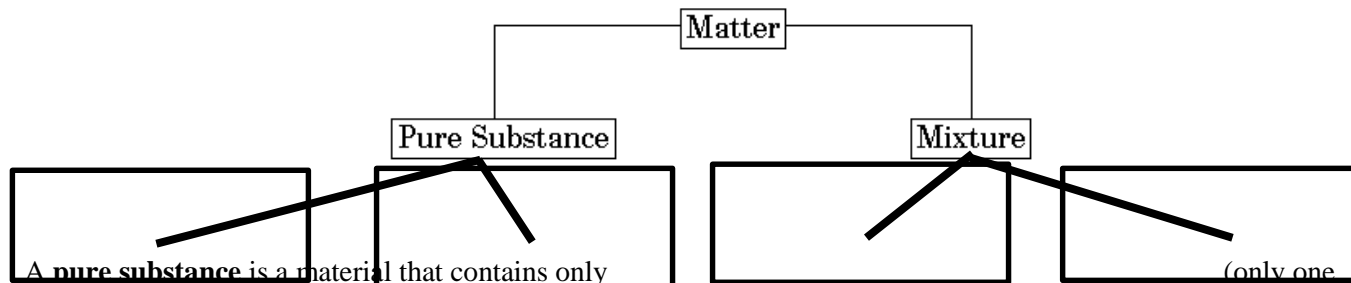 Matter
Pure Substance Mixture
A pure substance is a material that contains only (only one